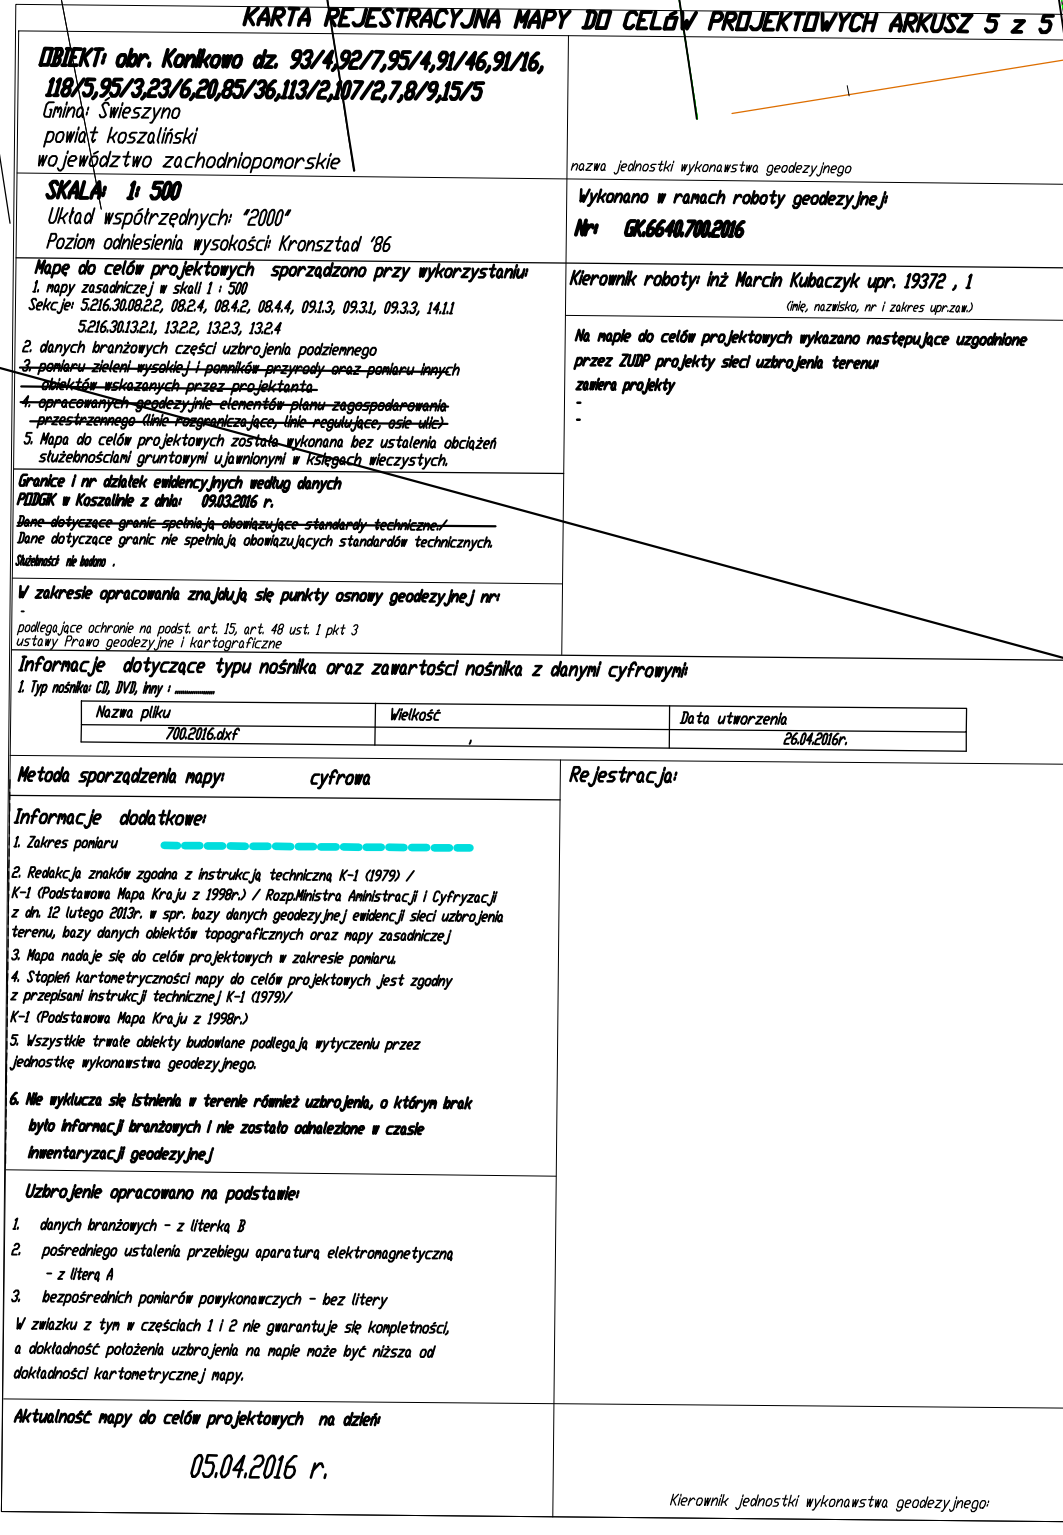 KARTA REJESTRACYJNA MAPY DO CELÓW PROJEKTOWYCH ARKUSZ 5 z 5
OBIEKT: obr. Konikowo dz. 93/4,92/7,95/4,91/46,91/16,
118/5,95/3,23/6,20,85/36,113/2,107/2,7,8/9,15/5
Gmina: Świeszyno
powiat koszaliński
województwo zachodniopomorskie
nazwa jednostki wykonawstwa geodezyjnego
SKALA: 1: 500
Układ współrzędnych: "2000"
Poziom odniesienia wysokości: Kronsztad '86
Wykonano w ramach roboty geodezyjnej:
Nr: GK.6640.700.2016
Mapę do celów projektowych sporządzono przy wykorzystaniu:
1. mapy zasadniczej w skali 1 : 500
Sekcje: 5.216.30.08.2.2, 08.2.4, 08.4.2, 08.4.4, 09.1.3, 09.3.1, 09.3.3, 14.1.1
5.216.30.13.2.1, 13.2.2, 13.2.3, 13.2.4
2. danych branżowych części uzbrojenia podziemnego
3. pomiaru zieleni wysokiej i pomników przyrody oraz pomiaru innych
obiektów wskazanych przez projektanta
4. opracowanych geodezyjnie elementów planu zagospodarowania
przestrzennego (linie rozgraniczające, linie regulujące, osie ulic)
5. Mapa do celów projektowych została wykonana bez ustalenia obciążeń
służebnościami gruntowymi ujawnionymi w księgach wieczystych.
Kierownik roboty: inż Marcin Kubaczyk upr. 19372 , 1
(imię, nazwisko, nr i zakres upr.zaw.)
Na mapie do celów projektowych wykazano następujące uzgodnione
przez ZUDP projekty sieci uzbrojenia terenu:
zawiera projekty
-
-
Granice i nr działek ewidencyjnych według danych
PODGiK w Koszalinie z dnia: 09.03.2016 r.
Dane dotyczące granic spełniają obowiązujące standardy techniczne./
Dane dotyczące granic nie spełniają obowiązujących standardów technicznych.
Służebności nie badano .
W zakresie opracowania znajdują się punkty osnowy geodezyjnej nr:
-
podlegające ochronie na podst. art. 15, art. 48 ust. 1 pkt 3
ustawy Prawo geodezyjne i kartograficzne
Informacje dotyczące typu nośnika oraz zawartości nośnika z danymi cyfrowymi:
1. Typ nośnika: CD, DVD, inny : ................
Nazwa pliku Wielkość Data utworzenia
700.2016.dxf , 26.04.2016r.
Metoda sporządzenia mapy: cyfrowa
Rejestracja:
Informacje dodatkowe:
1. Zakres pomiaru
2. Redakcja znaków zgodna z instrukcją techniczną K-1 (1979) /
K-1 (Podstawowa Mapa Kraju z 1998r.) / Rozp.Ministra Aministracji i Cyfryzacji
z dn. 12 lutego 2013r. w spr. bazy danych geodezyjnej ewidencji sieci uzbrojenia
terenu, bazy danych obiektów topograficznych oraz mapy zasadniczej
3. Mapa nadaje się do celów projektowych w zakresie pomiaru.
4. Stopień kartometryczności mapy do celów projektowych jest zgodny
z przepisami instrukcji technicznej K-1 (1979)/
K-1 (Podstawowa Mapa Kraju z 1998r.)
5. Wszystkie trwałe obiekty budowlane podlegają wytyczeniu przez
jednostkę wykonawstwa geodezyjnego.
6. Nie wyklucza się istnienia w terenie również uzbrojenia, o którym brak
było informacji branżowych i nie zostało odnalezione w czasie
inwentaryzacji geodezyjnej
Uzbrojenie opracowano na podstawie:
1. danych branżowych - z literką B
2. pośredniego ustalenia przebiegu aparaturą elektromagnetyczną
- z literą A
3. bezpośrednich pomiarów powykonawczych - bez litery
W zwiazku z tym w częściach 1 i 2 nie gwarantuje się kompletności,
a dokładność położenia uzbrojenia na mapie może być niższa od
dokładności kartometrycznej mapy.
Aktualność mapy do celów projektowych na dzień:
05.04.2016 r.
Kierownik jednostki wykonawstwa geodezyjnego: